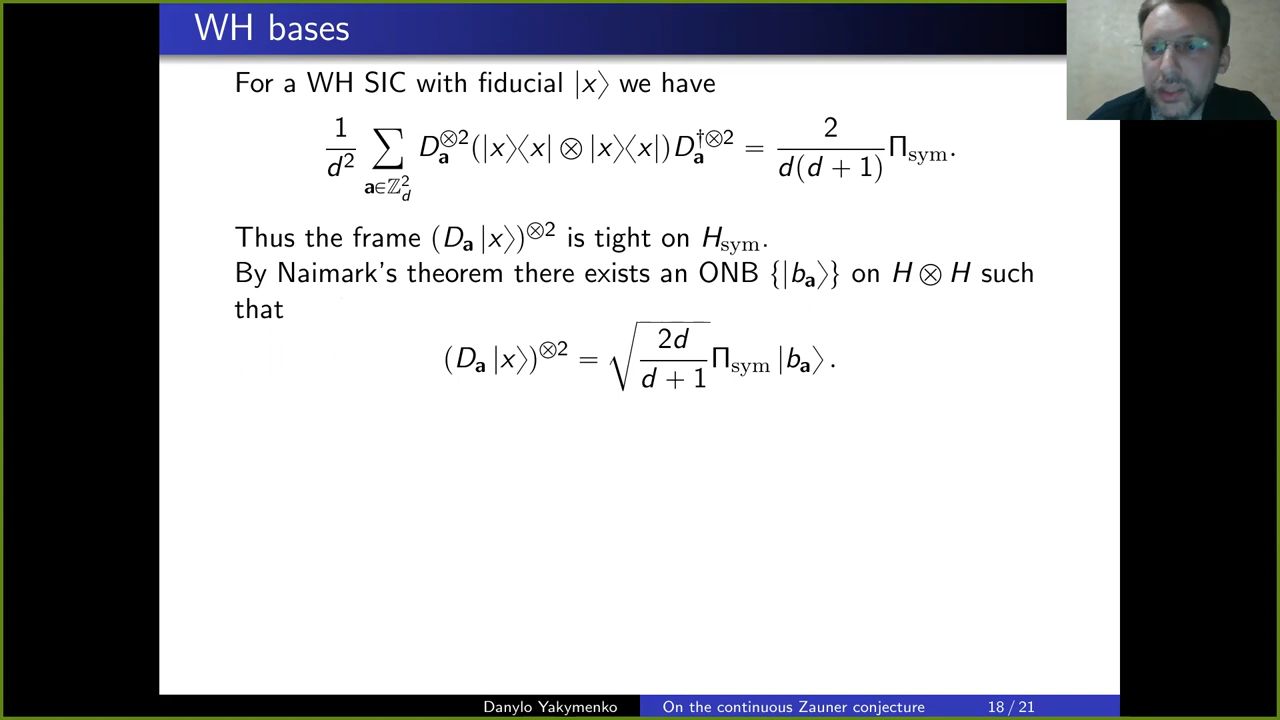 WH bases
For a WH SIC with fiducial |x⟩ we have
1/d² ∑_{a∈ℤ_d²} D_a^{⊗2}(|x⟩⟨x| ⊗ |x⟩⟨x|)D_a^{†⊗2} = 2/(d(d + 1)) Π_sym.
Thus the frame (D_a |x⟩)^{⊗2} is tight on H_sym.
By Naimark's theorem there exists an ONB {|b_a⟩} on H ⊗ H such
that
(D_a |x⟩)^{⊗2} = √(2d/(d + 1)) Π_sym |b_a⟩.
Danylo Yakymenko On the continuous Zauner conjecture 18 / 21